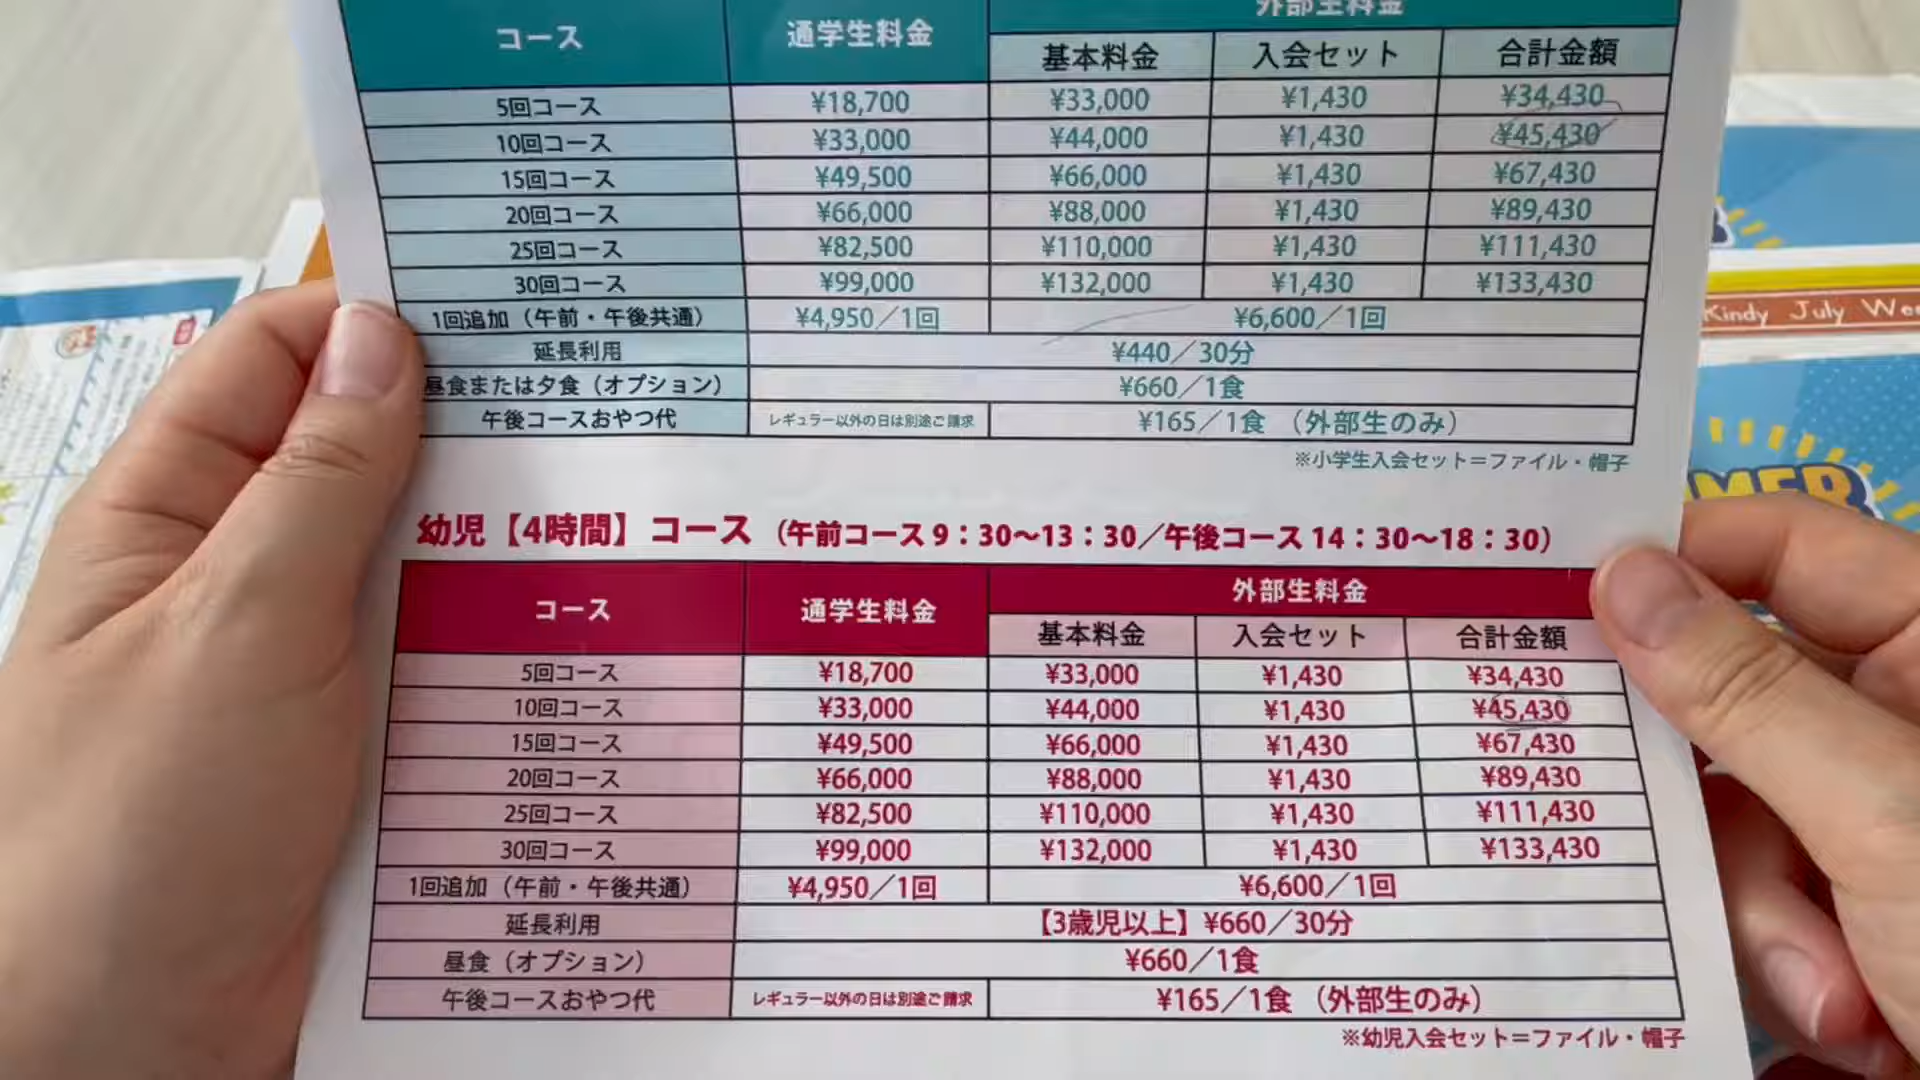 コース 通学生料金 外部生料金
基本料金 入会セット 合計金額
5回コース ¥18,700 ¥33,000 ¥1,430 ¥34,430
10回コース ¥33,000 ¥44,000 ¥1,430 ¥45,430
15回コース ¥49,500 ¥66,000 ¥1,430 ¥67,430
20回コース ¥66,000 ¥88,000 ¥1,430 ¥89,430
25回コース ¥82,500 ¥110,000 ¥1,430 ¥111,430
30回コース ¥99,000 ¥132,000 ¥1,430 ¥133,430
1回追加（午前・午後共通） ¥4,950／1回 ¥6,600／1回
延長利用 ¥440／30分
昼食または夕食（オプション） ¥660／1食
午後コースおやつ代 レギュラー以外の日は別途ご請求 ¥165／1食 （外部生のみ）
※小学生入会セット＝ファイル・帽子
幼児【4時間】コース（午前コース 9：30～13：30／午後コース 14：30～18：30）
コース 通学生料金 外部生料金
基本料金 入会セット 合計金額
5回コース ¥18,700 ¥33,000 ¥1,430 ¥34,430
10回コース ¥33,000 ¥44,000 ¥1,430 ¥45,430
15回コース ¥49,500 ¥66,000 ¥1,430 ¥67,430
20回コース ¥66,000 ¥88,000 ¥1,430 ¥89,430
25回コース ¥82,500 ¥110,000 ¥1,430 ¥111,430
30回コース ¥99,000 ¥132,000 ¥1,430 ¥133,430
1回追加（午前・午後共通） ¥4,950／1回 ¥6,600／1回
延長利用 【3歳児以上】¥660／30分
昼食（オプション） ¥660／1食
午後コースおやつ代 レギュラー以外の日は別途ご請求 ¥165／1食 （外部生のみ）
※幼児入会セット＝ファイル・帽子
Kindy July